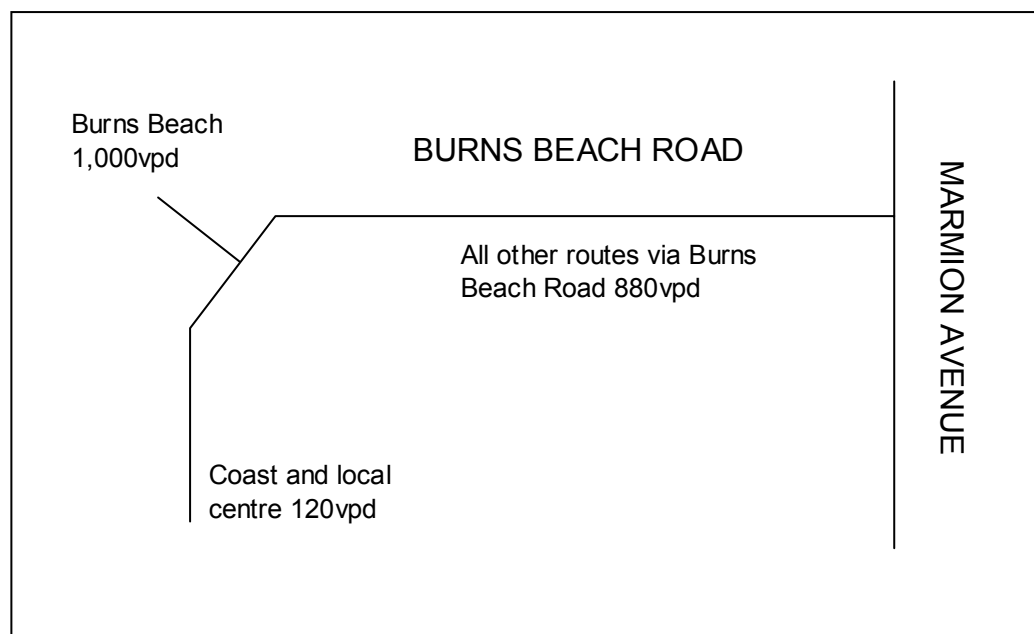 Burns Beach
1,000vpd
BURNS BEACH ROAD
MARMION AVENUE
All other routes via Burns
Beach Road 880vpd
Coast and local
centre 120vpd